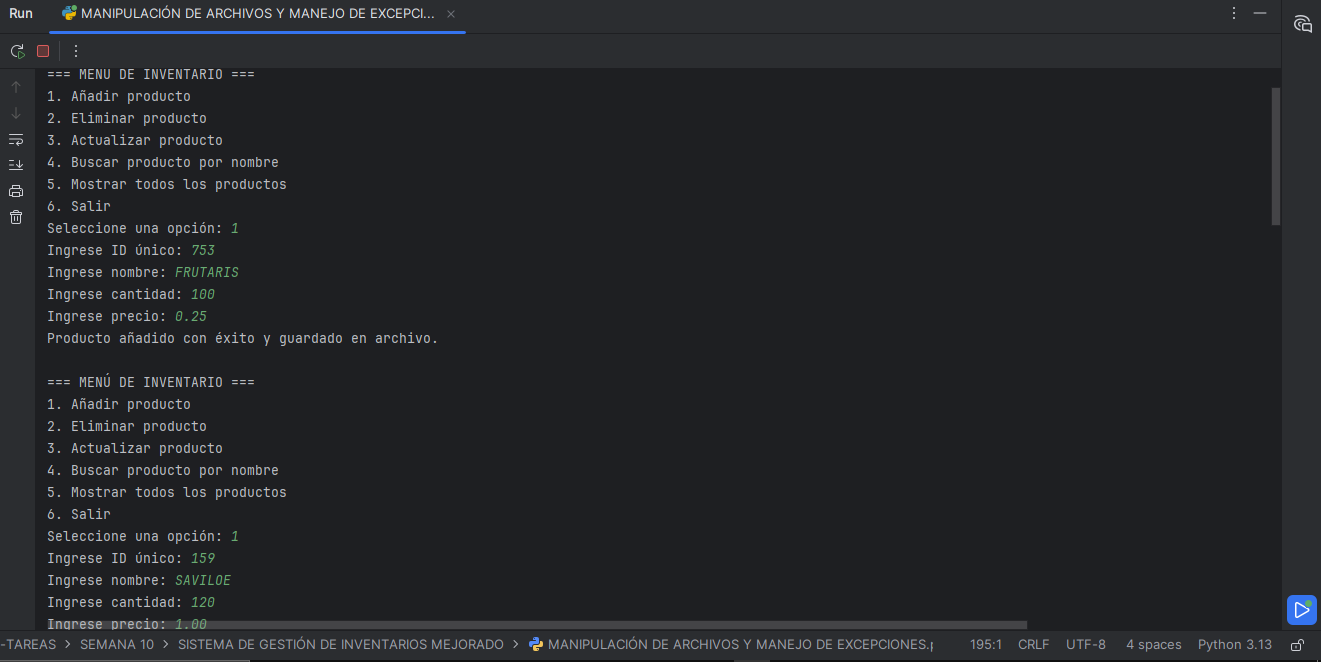 Run
MANIPULACIÓN DE ARCHIVOS Y MANEJO DE EXCEPCI...
=== MENÚ DE INVENTARIO ===
1. Añadir producto
2. Eliminar producto
3. Actualizar producto
4. Buscar producto por nombre
5. Mostrar todos los productos
6. Salir
Seleccione una opción: 1
Ingrese ID único: 753
Ingrese nombre: FRUTARIS
Ingrese cantidad: 100
Ingrese precio: 0.25
Producto añadido con éxito y guardado en archivo.
=== MENÚ DE INVENTARIO ===
1. Añadir producto
2. Eliminar producto
3. Actualizar producto
4. Buscar producto por nombre
5. Mostrar todos los productos
6. Salir
Seleccione una opción: 1
Ingrese ID único: 159
Ingrese nombre: SAVILOE
Ingrese cantidad: 120
Ingrese precio: 1.00
-TAREAS > SEMANA 10 > SISTEMA DE GESTIÓN DE INVENTARIOS MEJORADO > MANIPULACIÓN DE ARCHIVOS Y MANEJO DE EXCEPCIONES.p 195:1 CRLF UTF-8 4 spaces Python 3.13